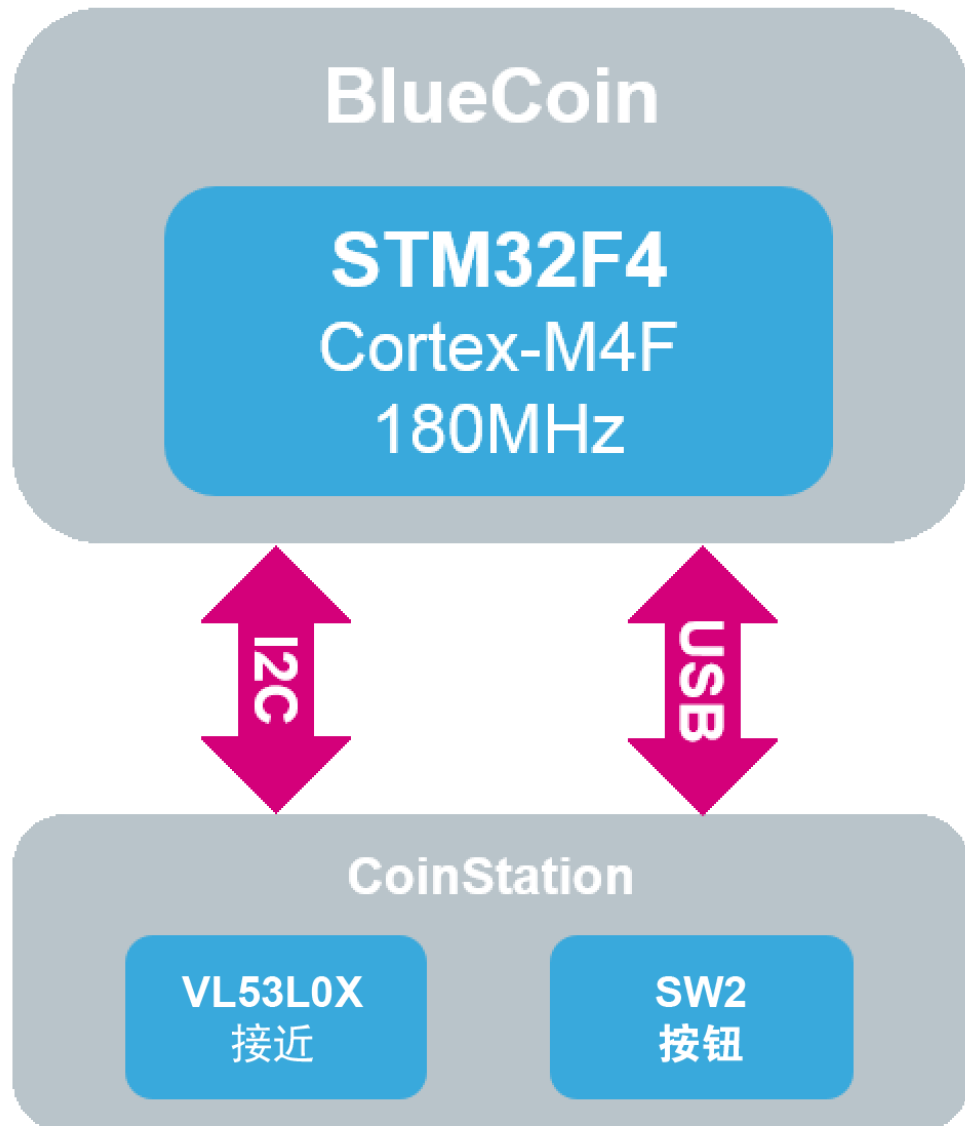 BlueCoin
STM32F4
Cortex-M4F
180MHz
I2C
USB
CoinStation
VL53L0X
接近
SW2
按钮